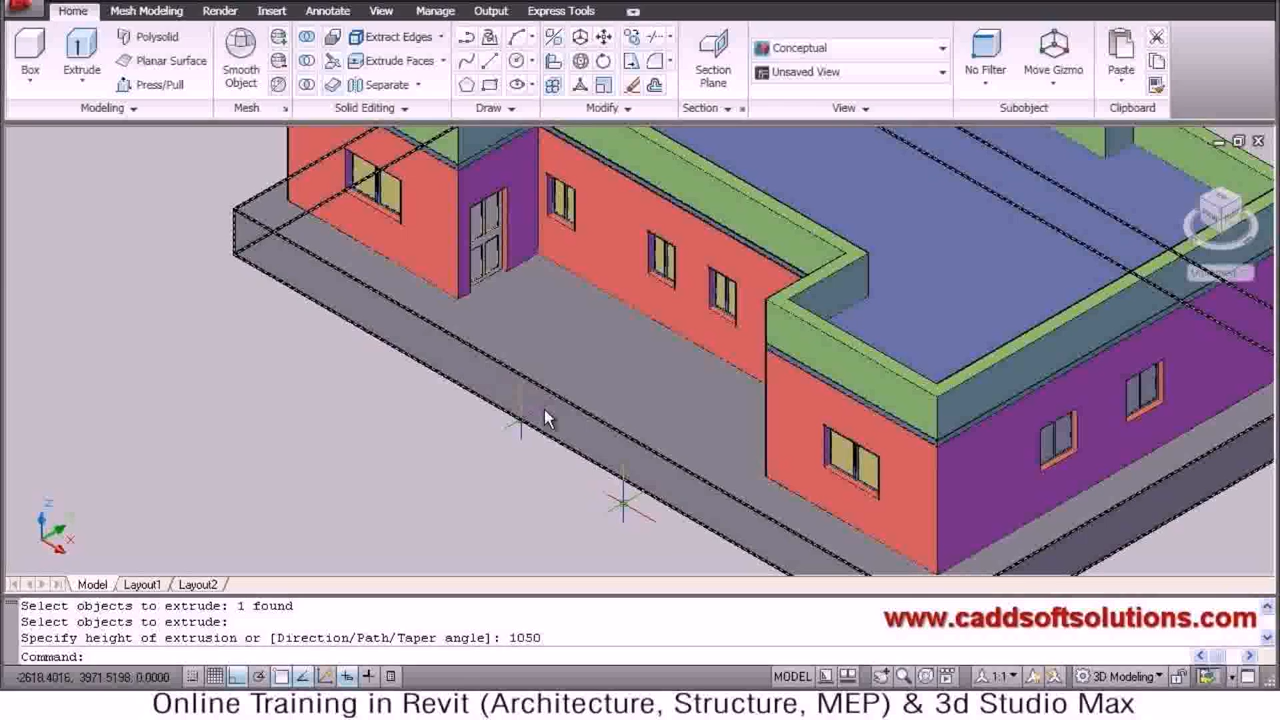 Home Mesh Modeling Render Insert Annotate View Manage Output Express Tools
Polysolid
Planar Surface
Press/Pull
Box
Extrude
Smooth
Object
Extract Edges
Extrude Faces
Separate
Section
Plane
Conceptual
Unsaved View
No Filter
Move Gizmo
Paste
Modeling
Mesh
Solid Editing
Draw
Modify
Section
View
Subobject
Clipboard
Z
X
Model Layout1 Layout2
Select objects to extrude: 1 found
Select objects to extrude:
Specify height of extrusion or [Direction/Path/Taper angle]: 1050
Command:
www.caddsoftsolutions.com
-2618.4016, 3971.5198, 0.0000
MODEL
1:1
3D Modeling
Online Training in Revit (Architecture, Structure, MEP) & 3d Studio Max